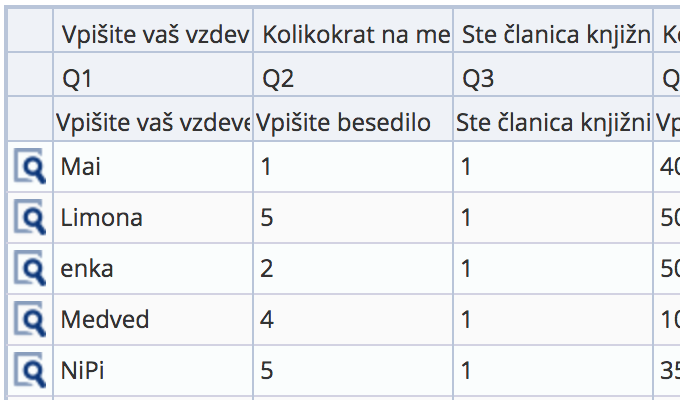 Vpišite vaš vzdev Kolikokrat na me Ste članica knjižn
Q1 Q2 Q3 Q
Vpišite vaš vzdeve Vpišite besedilo Ste članica knjižni Vp
Mai 1 1 40
Limona 5 1 50
enka 2 1 50
Medved 4 1 10
NiPi 5 1 35